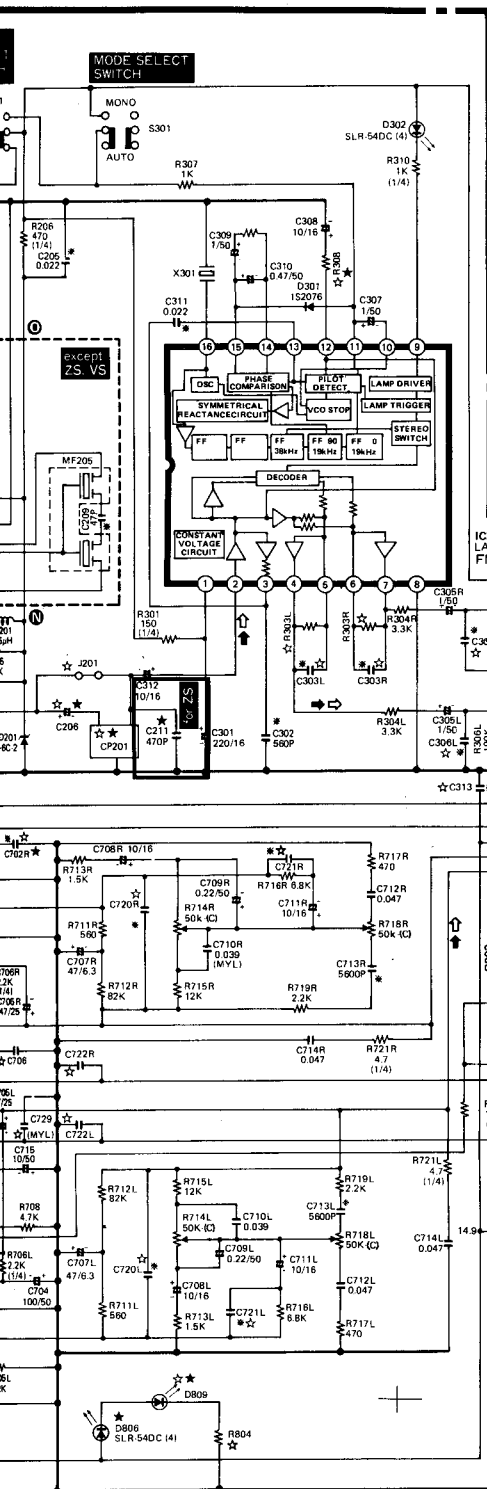 MODE SELECT
SWITCH
MONO
S301
AUTO
D302
SLR-54DC (4)
R307
1K
R310
1K
(1/4)
R206
470
(1/4)
C205
0.022
C309
1/50
C308
10/16
R308
X301
C310
0.47/50
D301
1S2076
C311
0.022
C307
1/50
16
15
14
13
12
11
10
9
except
ZS, VS
OSC
PHASE
COMPARISON
PILOT
DETECT
LAMP DRIVER
SYMMETRICAL
REACTANCECIRCUIT
VCO STOP
LAMP TRIGGER
STEREO
SWITCH
FF
FF
FF
38kHz
FF 90
19kHz
FF 0
19kHz
MF205
C209
47P
DECODER
CONSTANT
VOLTAGE
CIRCUIT
IC
LA
1
2
3
4
5
6
7
8
N
R301
150
(1/4)
R303L
R303R
C305R
1/50
R304R
3.3K
J201
C303L
C303R
C312
10/16
for ZS
C206
CP201
C211
470P
C301
220/16
C302
560P
R304L
3.3K
C305L
1/50
C306L
R306L
C313
C702R
R713R
1.5K
C708R 10/16
C721R
R716R 6.8K
R717R
470
C709R
0.22/50
C712R
0.047
C720R
R714R
50k (C)
C711R
10/16
R718R
50k (C)
R711R
560
C707R
47/6.3
C710R
0.039
(MYL)
C713R
5600P
R712R
82K
R715R
12K
R719R
2.2K
C714R
0.047
R721R
4.7
(1/4)
C706
C722R
C729
(MYL)
C722L
C715
10/50
R721L
4.7
(1/4)
R708
4.7K
R712L
82K
R715L
12K
R719L
2.2K
C713L
5600P
R714L
50K (C)
C710L
0.039
R718L
50K (C)
C714L
0.047
14.9
R706L
2.2K
(1/4)
C707L
47/6.3
C720L
C709L
0.22/50
C711L
10/16
C704
100/50
C708L
10/16
C712L
0.047
R711L
560
R713L
1.5K
C721L
R716L
6.8K
R717L
470
D809
D806
SLR-54DC (4)
R804